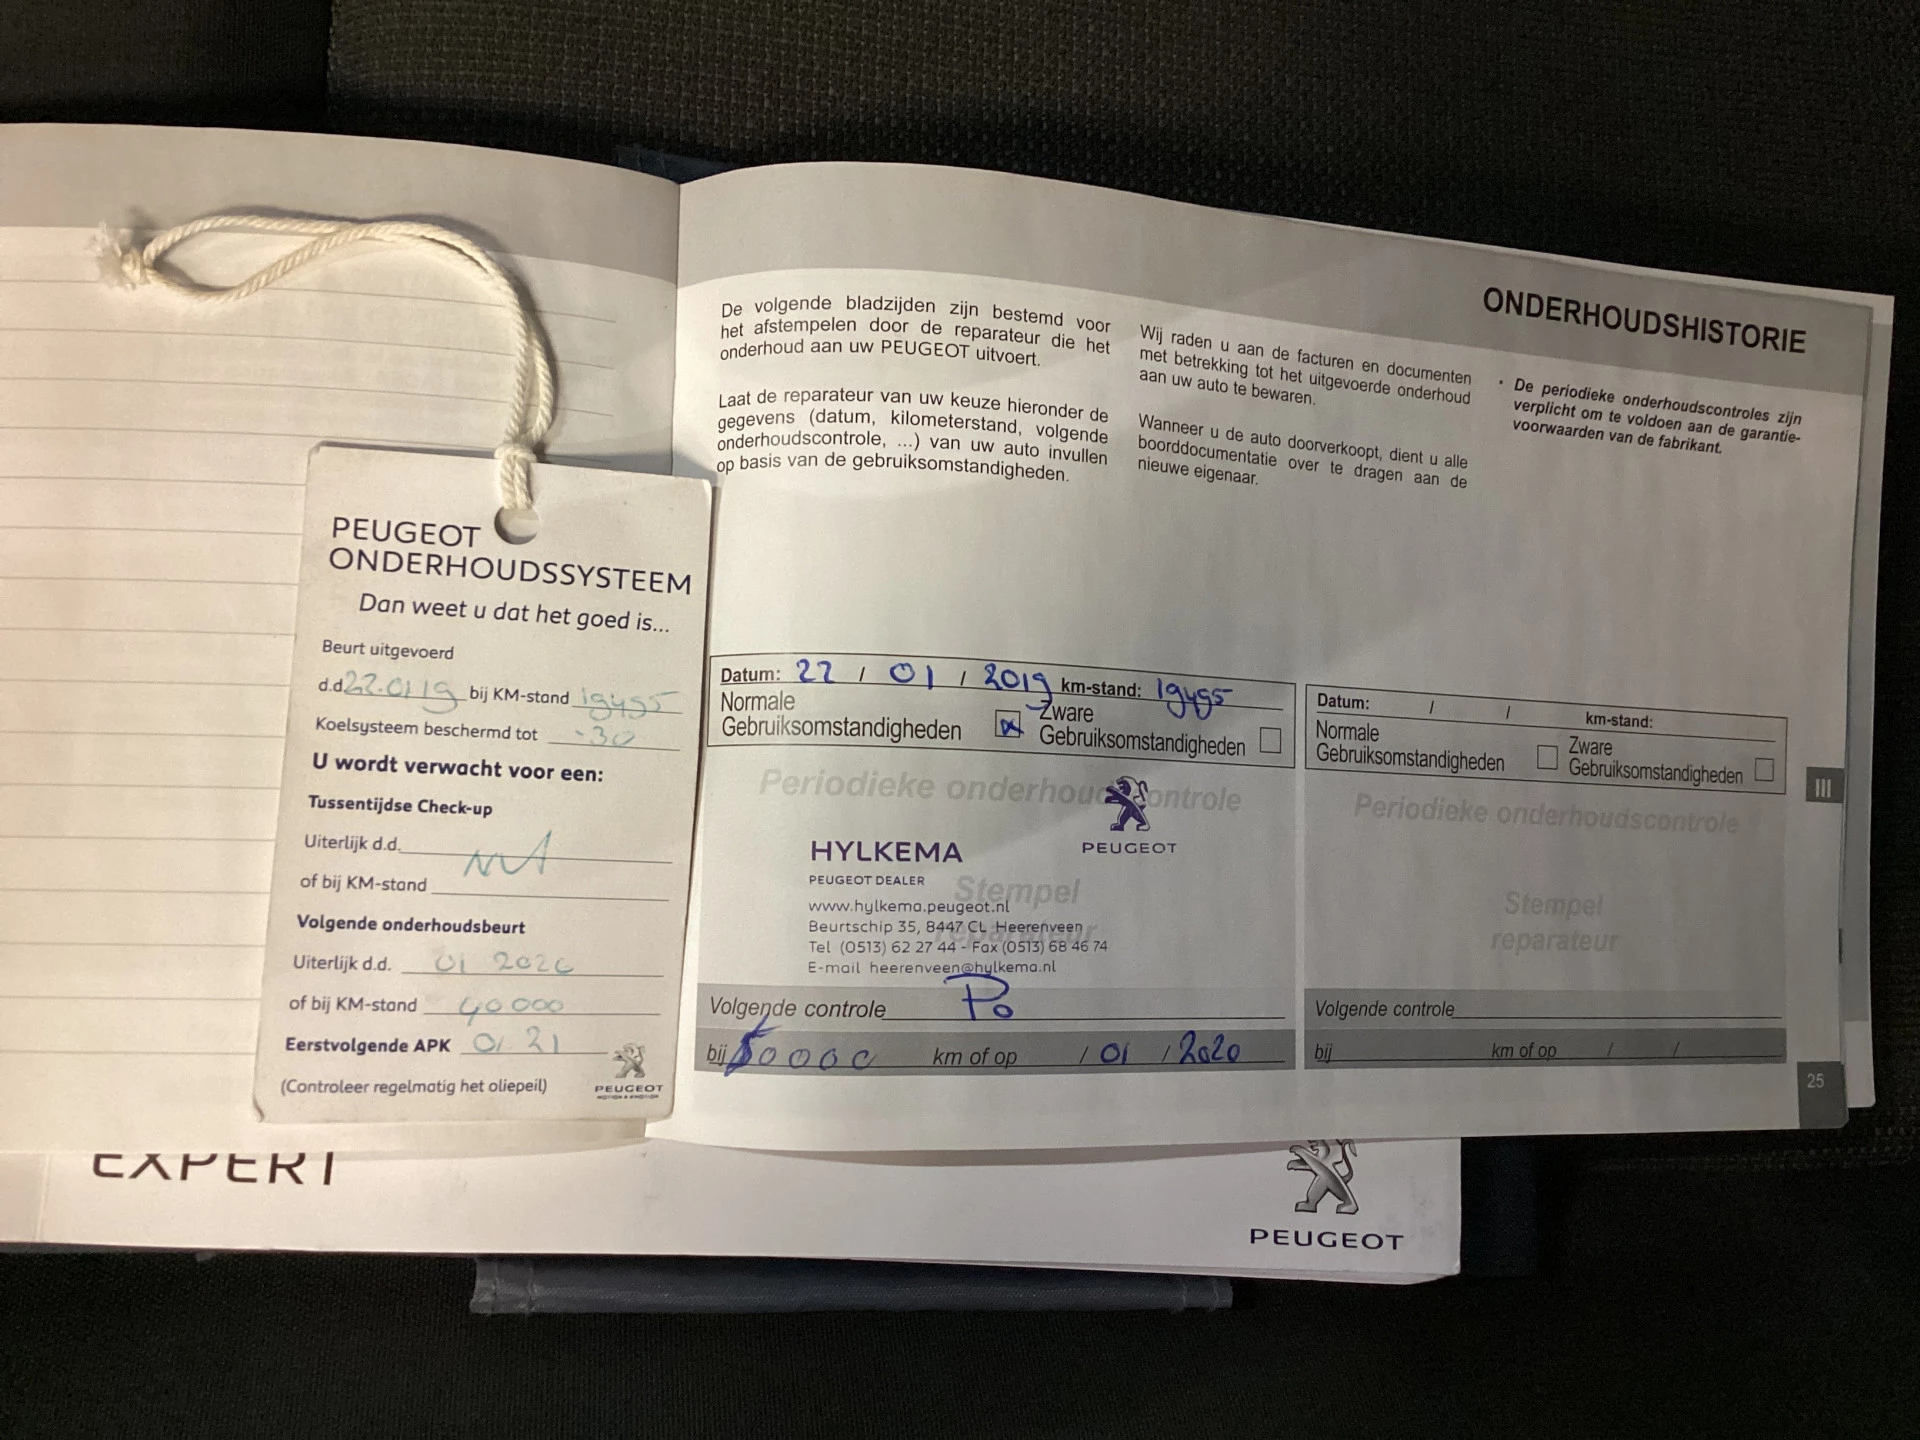 ONDERHOUDSHISTORIE
De volgende bladzijden zijn bestemd voor
het afstempelen door de reparateur die het
onderhoud aan uw PEUGEOT uitvoert.
Laat de reparateur van uw keuze hieronder de
gegevens (datum, kilometerstand, volgende
onderhoudscontrole, ...) van uw auto invullen
op basis van de gebruiksomstandigheden.
Wij raden u aan de facturen en documenten
met betrekking tot het uitgevoerde onderhoud
aan uw auto te bewaren.
Wanneer u de auto doorverkoopt, dient u alle
boorddocumentatie over te dragen aan de
nieuwe eigenaar.
• De periodieke onderhoudscontroles zijn
verplicht om te voldoen aan de garantie-
voorwaarden van de fabrikant.
PEUGEOT
ONDERHOUDSSYSTEEM
Dan weet u dat het goed is...
Beurt uitgevoerd
d.d. 22.01 19 bij KM-stand 19495
Koelsysteem beschermd tot -30
U wordt verwacht voor een:
Tussentijdse Check-up
Uiterlijk d.d.
of bij KM-stand
Volgende onderhoudsbeurt
Uiterlijk d.d. 01 2020
of bij KM-stand 40000
Eerstvolgende APK 01 21
(Controleer regelmatig het oliepeil)
PEUGEOT
MOTION & EMOTION
Datum: 22 / 01 / 2019 km-stand: 19495
Normale
Gebruiksomstandigheden
Zware
Gebruiksomstandigheden
Periodieke onderhoudscontrole
PEUGEOT
HYLKEMA
PEUGEOT DEALER
Stempel
reparateur
www.hylkema.peugeot.nl
Beurtschip 35, 8447 CL Heerenveen
Tel (0513) 62 27 44 - Fax (0513) 68 46 74
E-mail heerenveen@hylkema.nl
Volgende controle
bij km of op / 01 / 2020
Datum: / / km-stand:
Normale
Gebruiksomstandigheden
Zware
Gebruiksomstandigheden
Periodieke onderhoudscontrole
Stempel
reparateur
Volgende controle
bij km of op / /
III
25
EXPERT
PEUGEOT